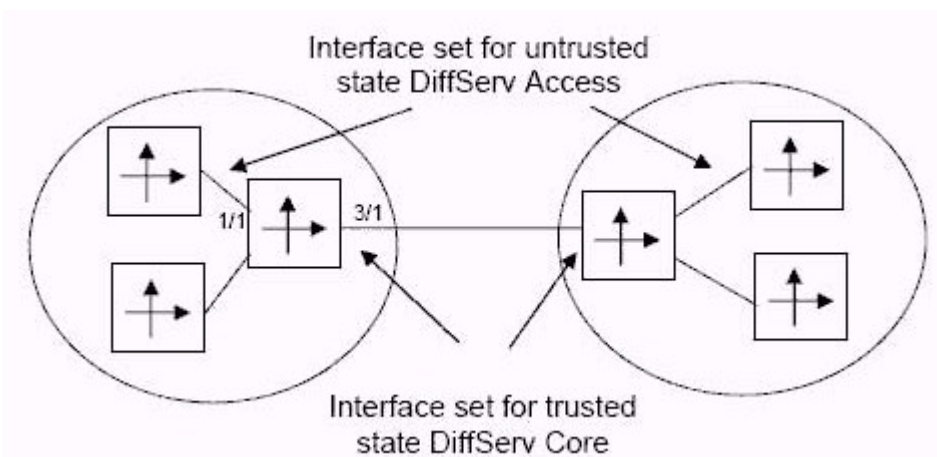 Interface set for untrusted
state DiffServ Access
1/1
3/1
Interface set for trusted
state DiffServ Core